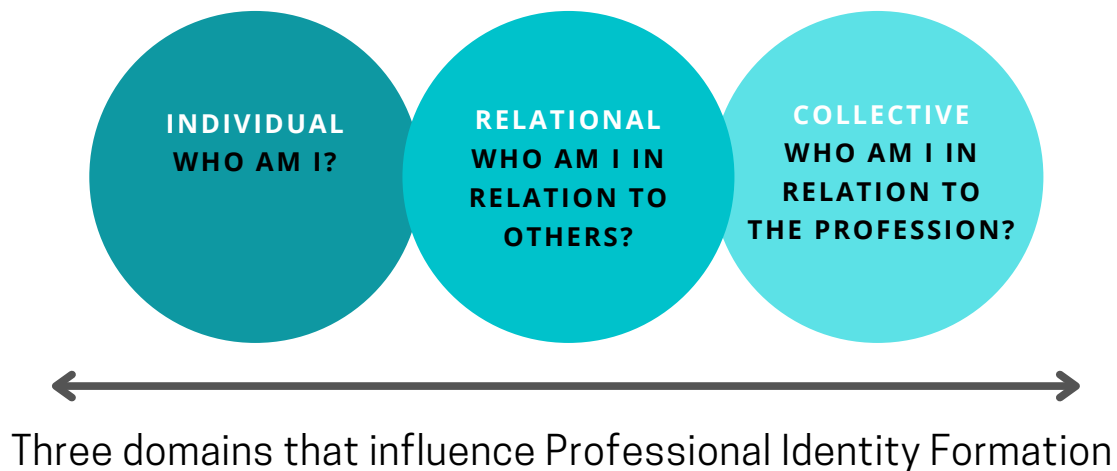 INDIVIDUAL
WHO AM I?
RELATIONAL
WHO AM I IN
RELATION TO
OTHERS?
COLLECTIVE
WHO AM I IN
RELATION TO
THE PROFESSION?
Three domains that influence Professional Identity Formation